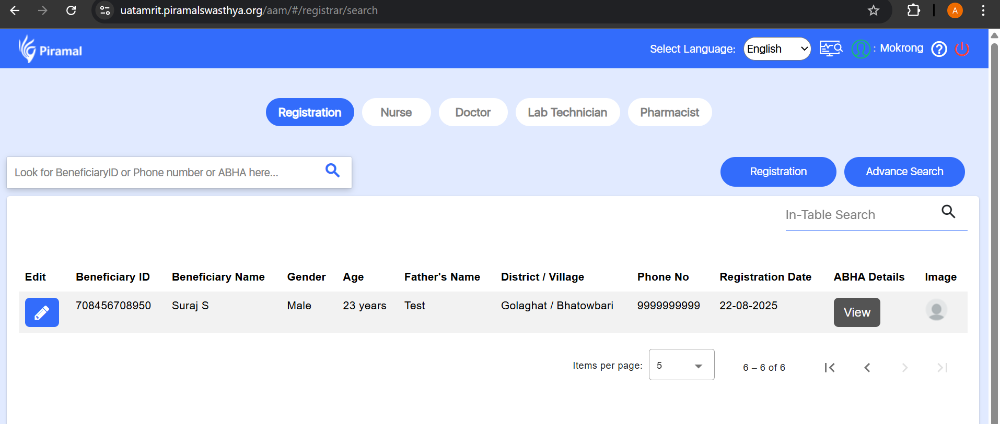 uatamrit.piramalswasthya.org/aam/#/registrar/search
A
Piramal
Select Language: English : Mokrong
Registration Nurse Doctor Lab Technician Pharmacist
Look for BeneficiaryID or Phone number or ABHA here... Registration Advance Search
In-Table Search
Edit Beneficiary ID Beneficiary Name Gender Age Father's Name District / Village Phone No Registration Date ABHA Details Image
708456708950 Suraj S Male 23 years Test Golaghat / Bhatowbari 9999999999 22-08-2025 View
Items per page: 5 6 – 6 of 6